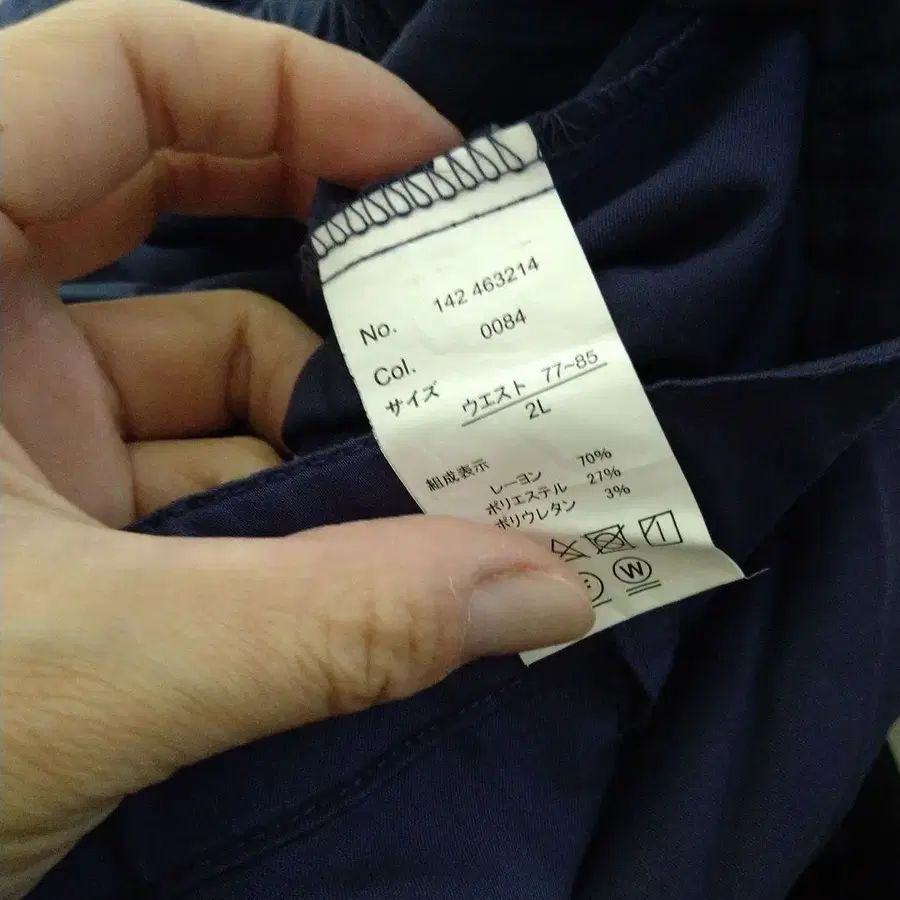 No. 142 463214
Col. 0084
サイズ ウエスト 77~85
2L
組成表示
レーヨン 70%
ポリエステル 27%
ポリウレタン 3%
W